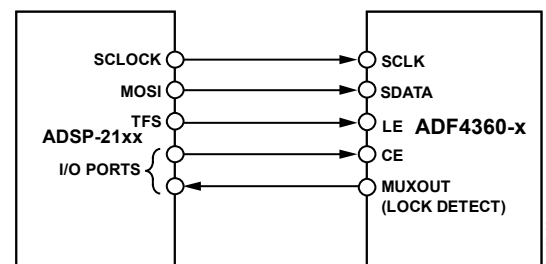 SCLOCK
MOSI
TFS
ADSP-21xx
I/O PORTS
SCLK
SDATA
LE ADF4360-x
CE
MUXOUT
(LOCK DETECT)